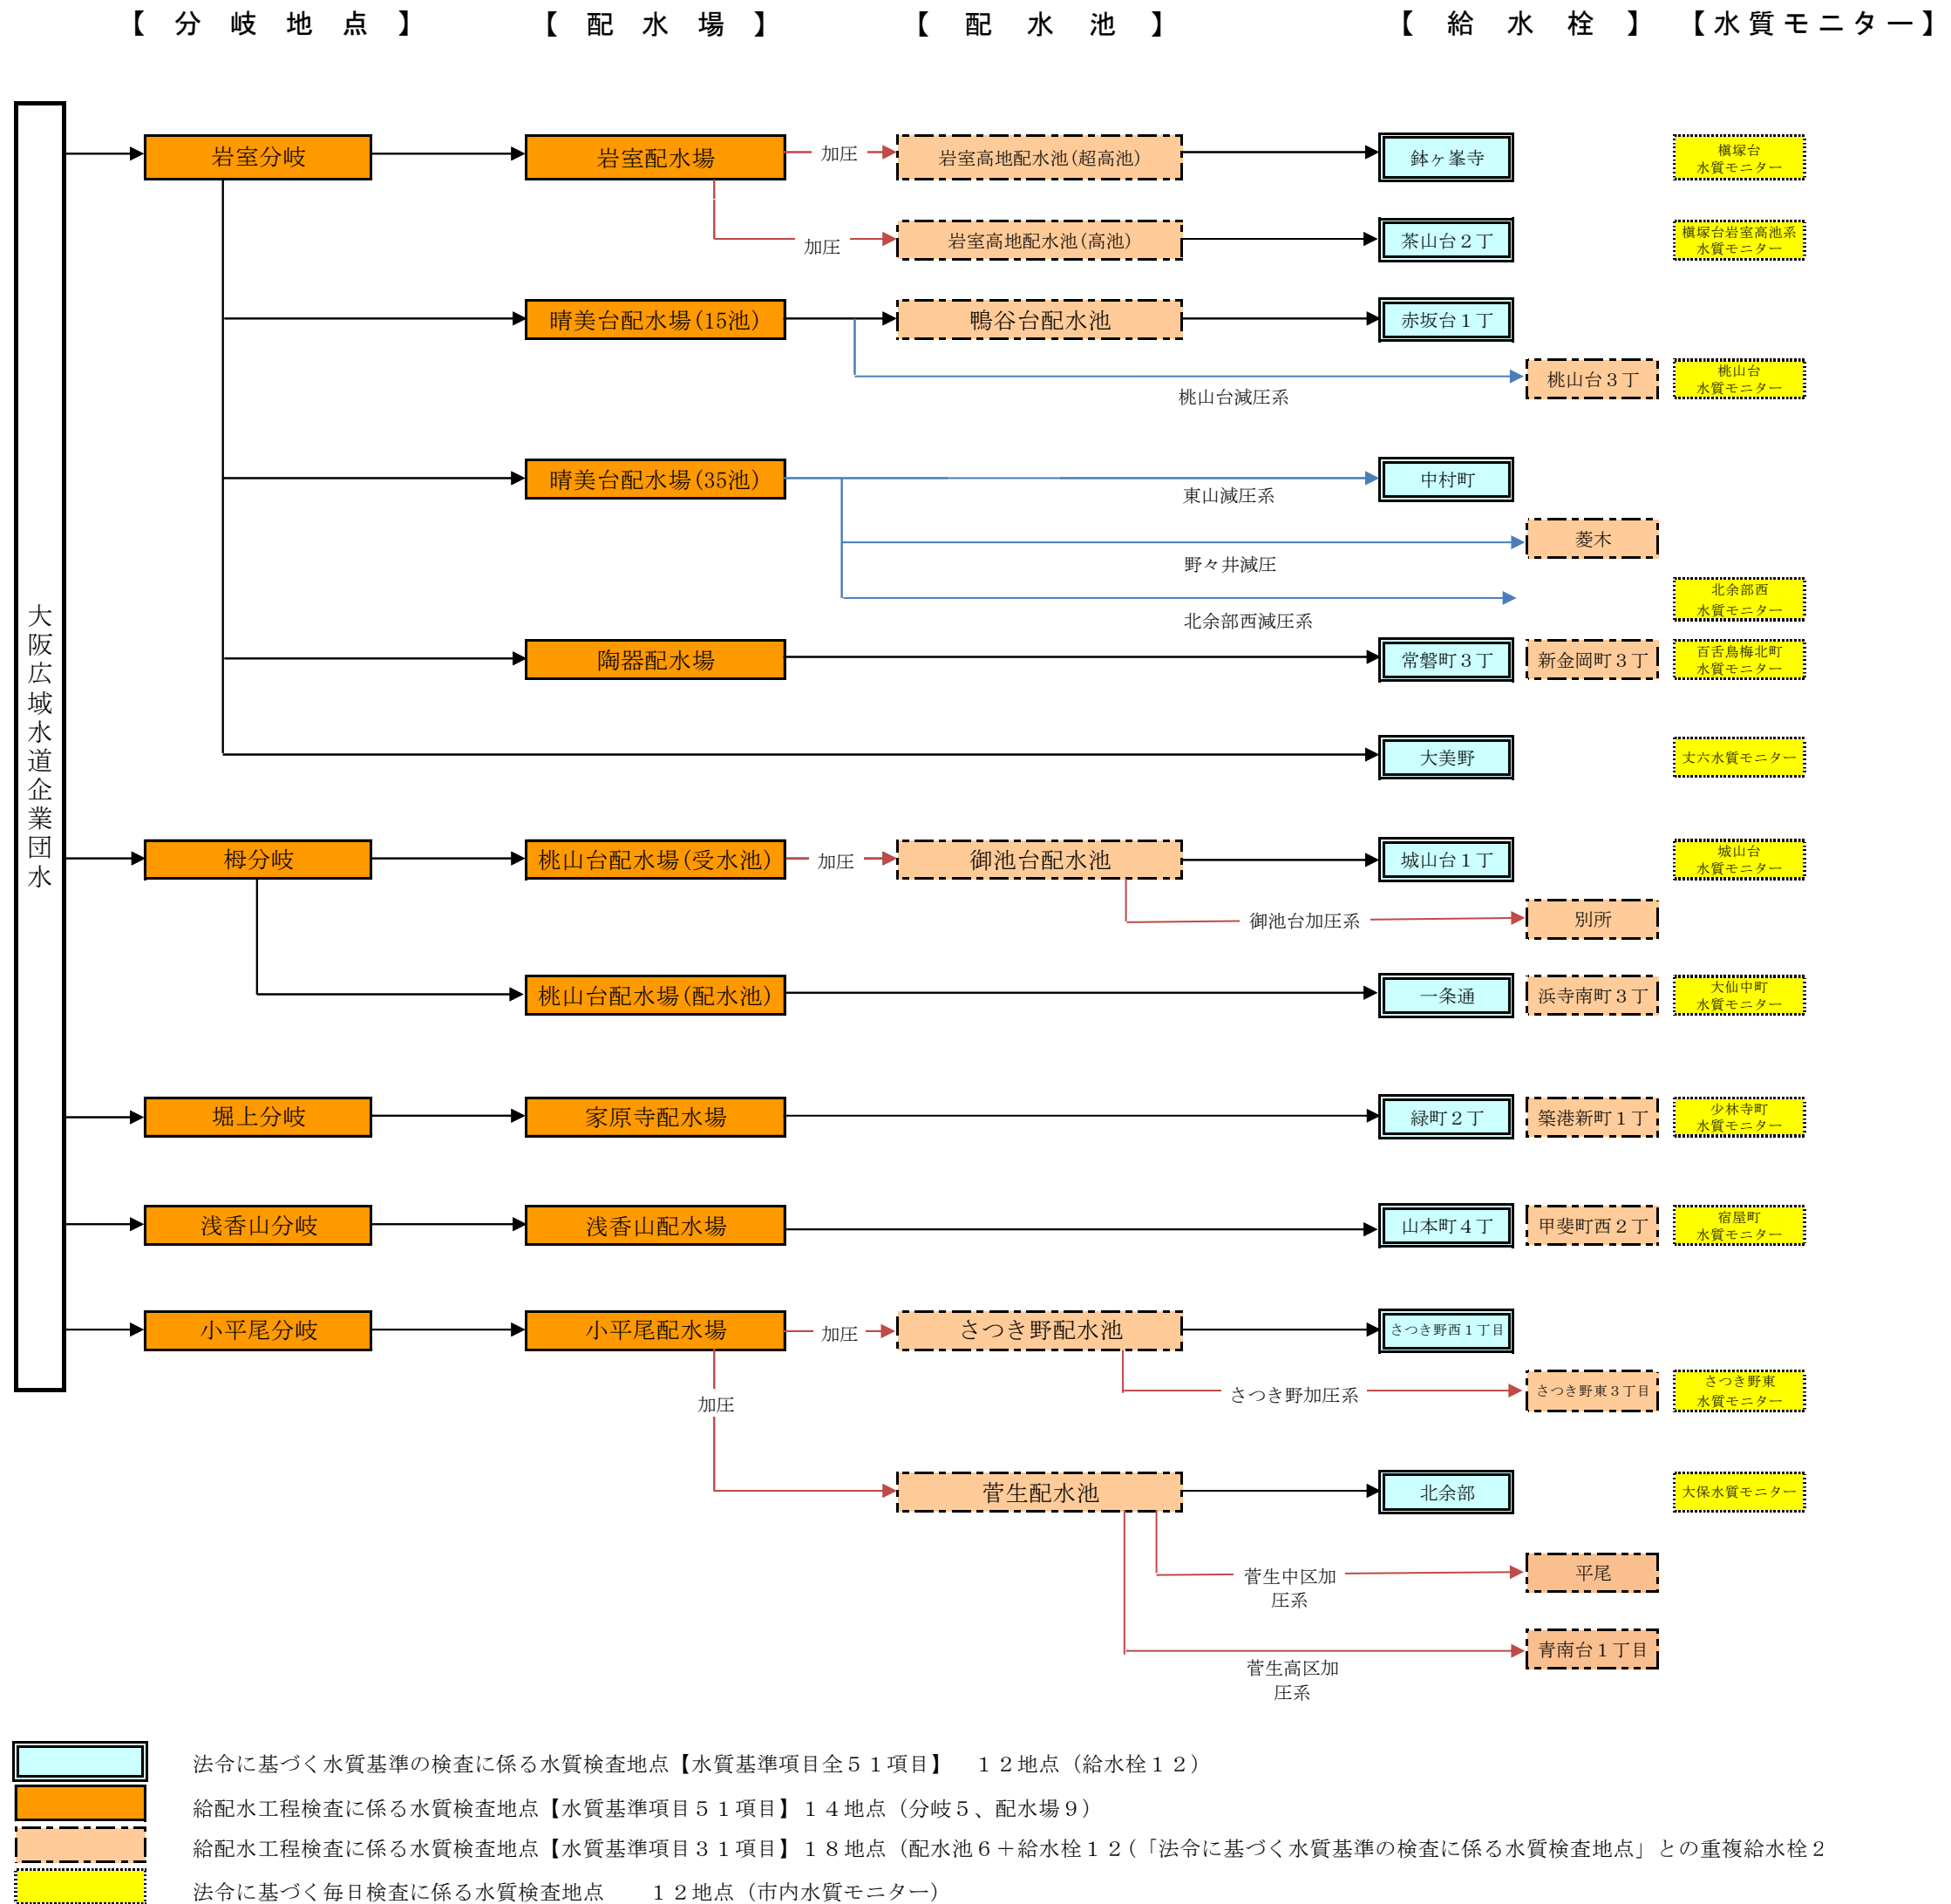 【 分 岐 地 点 】 【 配 水 場 】 【 配 水 池 】 【 給 水 栓 】 【水質モニター】
大阪広域水道企業団水
岩室分岐
岩室配水場
加圧
岩室高地配水池(超高池)
鉢ヶ峯寺
槇塚台
水質モニター
加圧
岩室高地配水池(高池)
茶山台２丁
槇塚台岩室高池系
水質モニター
晴美台配水場(15池)
鴨谷台配水池
赤坂台１丁
桃山台減圧系
桃山台３丁
桃山台
水質モニター
晴美台配水場(35池)
東山減圧系
中村町
野々井減圧
菱木
北余部西減圧系
北余部西
水質モニター
陶器配水場
常磐町３丁
新金岡町３丁
百舌鳥梅北町
水質モニター
大美野
丈六水質モニター
栂分岐
桃山台配水場(受水池)
加圧
御池台配水池
城山台１丁
城山台
水質モニター
御池台加圧系
別所
桃山台配水場(配水池)
一条通
浜寺南町３丁
大仙中町
水質モニター
堀上分岐
家原寺配水場
緑町２丁
築港新町１丁
少林寺町
水質モニター
浅香山分岐
浅香山配水場
山本町４丁
甲斐町西２丁
宿屋町
水質モニター
小平尾分岐
小平尾配水場
加圧
さつき野配水池
さつき野西１丁目
さつき野加圧系
さつき野東３丁目
さつき野東
水質モニター
加圧
菅生配水池
北余部
大保水質モニター
菅生中区加
圧系
平尾
菅生高区加
圧系
青南台１丁目
法令に基づく水質基準の検査に係る水質検査地点【水質基準項目全５１項目】　１２地点（給水栓１２）
給配水工程検査に係る水質検査地点【水質基準項目５１項目】１４地点（分岐５、配水場９）
給配水工程検査に係る水質検査地点【水質基準項目３１項目】１８地点（配水池６＋給水栓１２(「法令に基づく水質基準の検査に係る水質検査地点」との重複給水栓２
法令に基づく毎日検査に係る水質検査地点　　１２地点（市内水質モニター）